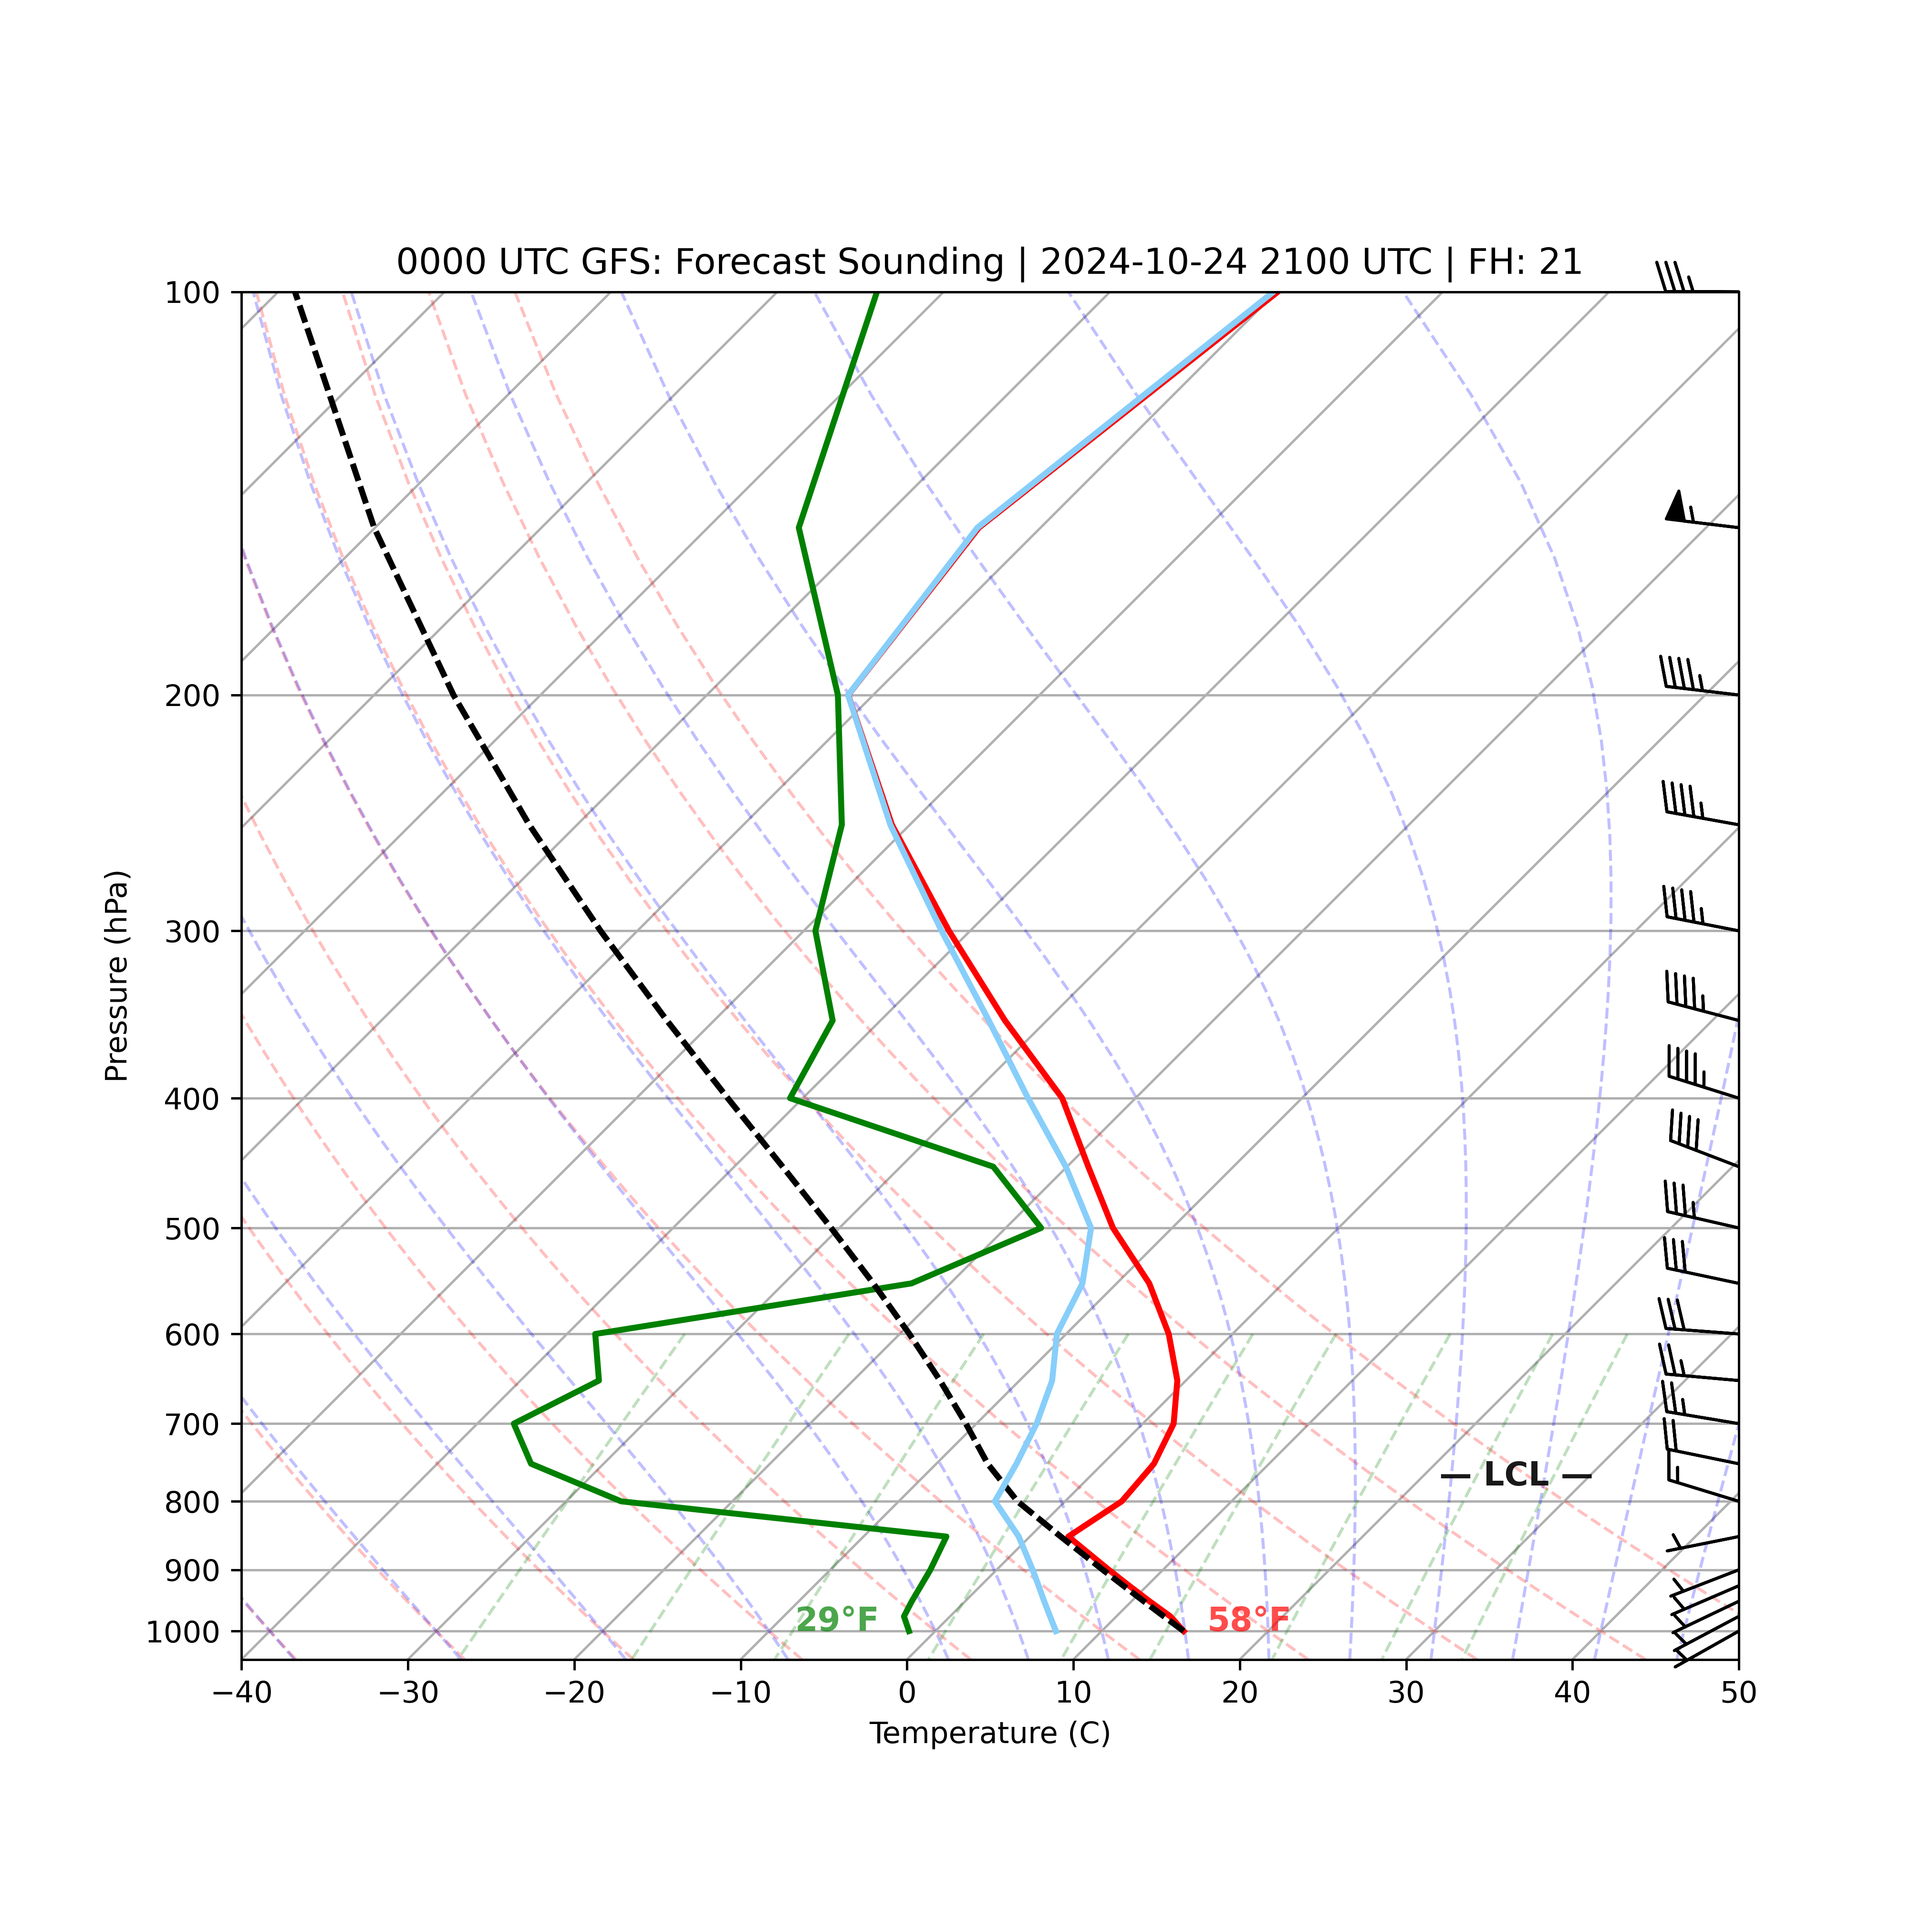 0000 UTC GFS: Forecast Sounding | 2024-10-24 2100 UTC | FH: 21
100
200
300
400
500
600
700
800
900
1000
Pressure (hPa)
— LCL —
29°F
58°F
−40 −30 −20 −10 0 10 20 30 40 50
Temperature (C)